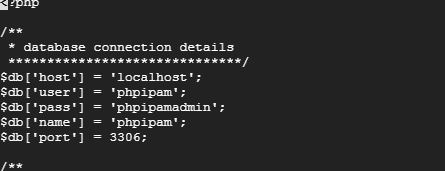 <?php
/**
 * database connection details
 ******************************/
$db['host'] = 'localhost';
$db['user'] = 'phpipam';
$db['pass'] = 'phpipamadmin';
$db['name'] = 'phpipam';
$db['port'] = 3306;
/**